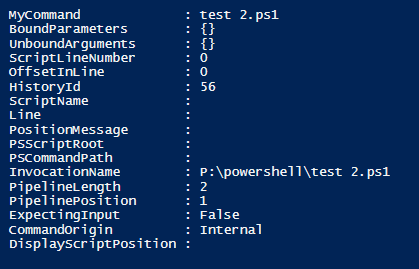 MyCommand : test 2.ps1
BoundParameters : {}
UnboundArguments : {}
ScriptLineNumber : 0
OffsetInLine : 0
HistoryId : 56
ScriptName :
Line :
PositionMessage :
PSScriptRoot :
PSCommandPath :
InvocationName : P:\powershell\test 2.ps1
PipelineLength : 2
PipelinePosition : 1
ExpectingInput : False
CommandOrigin : Internal
DisplayScriptPosition :